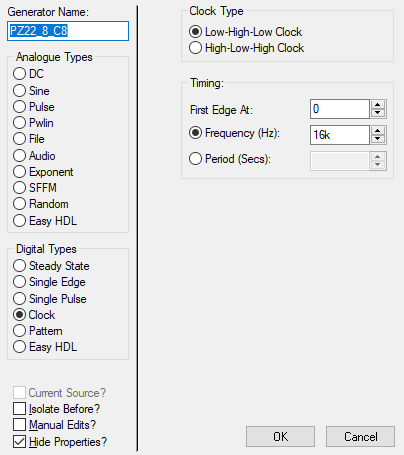 Generator Name:
PZ22_8_C8
Analogue Types
DC
Sine
Pulse
Pwlin
File
Audio
Exponent
SFFM
Random
Easy HDL
Digital Types
Steady State
Single Edge
Single Pulse
Clock
Pattern
Easy HDL
Current Source?
Isolate Before?
Manual Edits?
Hide Properties?
Clock Type
Low-High-Low Clock
High-Low-High Clock
Timing:
First Edge At: 0
Frequency (Hz): 16k
Period (Secs):
OK Cancel